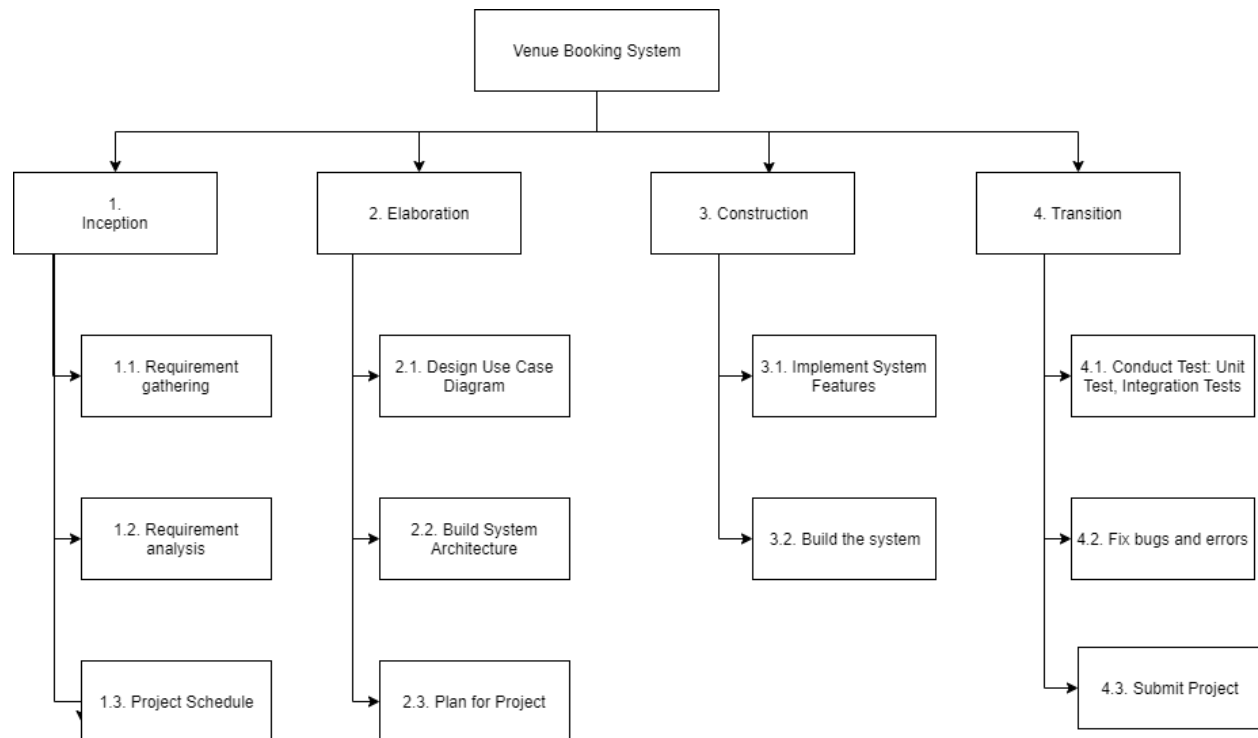 Venue Booking System
1.
Inception
2. Elaboration
3. Construction
4. Transition
1.1. Requirement
gathering
2.1. Design Use Case
Diagram
3.1. Implement System
Features
4.1. Conduct Test: Unit
Test, Integration Tests
1.2. Requirement
analysis
2.2. Build System
Architecture
3.2. Build the system
4.2. Fix bugs and errors
1.3. Project Schedule
2.3. Plan for Project
4.3. Submit Project